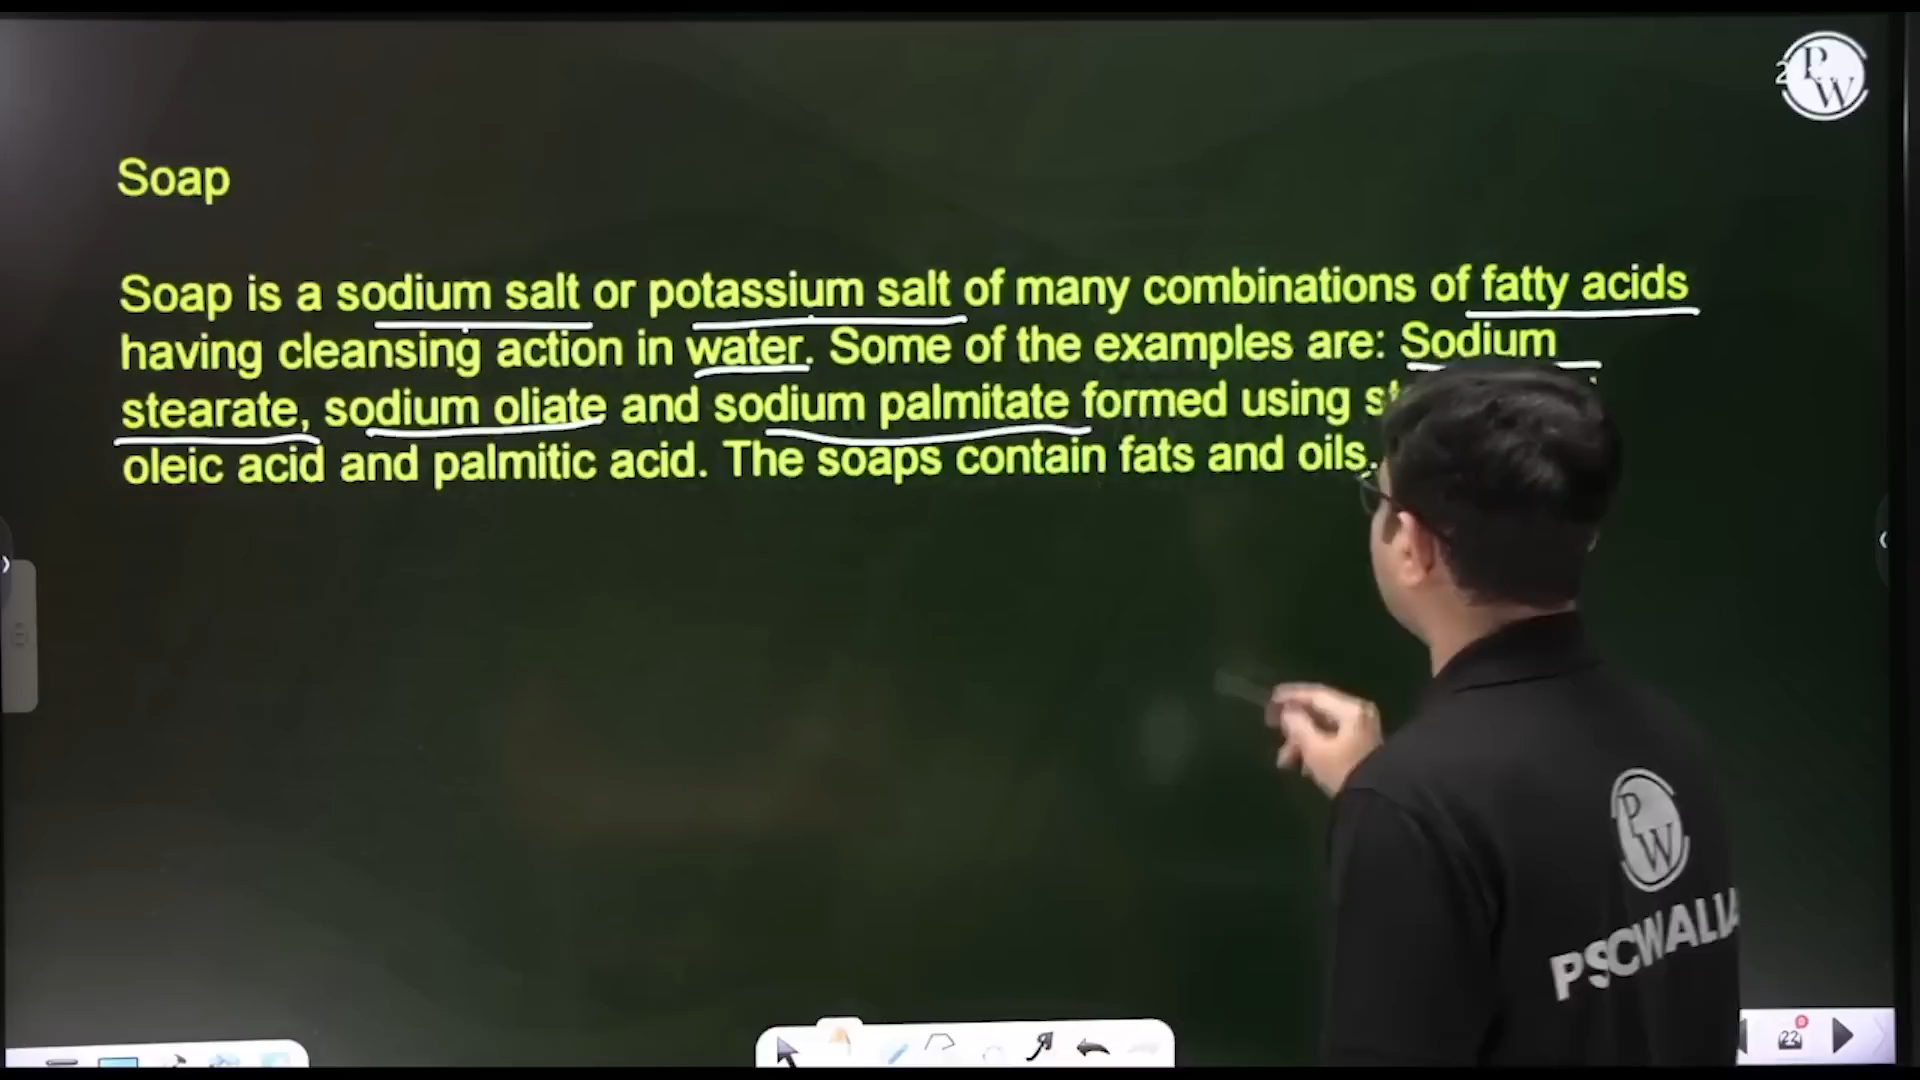 PW
Soap
Soap is a sodium salt or potassium salt of many combinations of fatty acids
having cleansing action in water. Some of the examples are: Sodium
stearate, sodium oliate and sodium palmitate formed using
oleic acid and palmitic acid. The soaps contain fats and oils.
PW
PSCWALLA
22